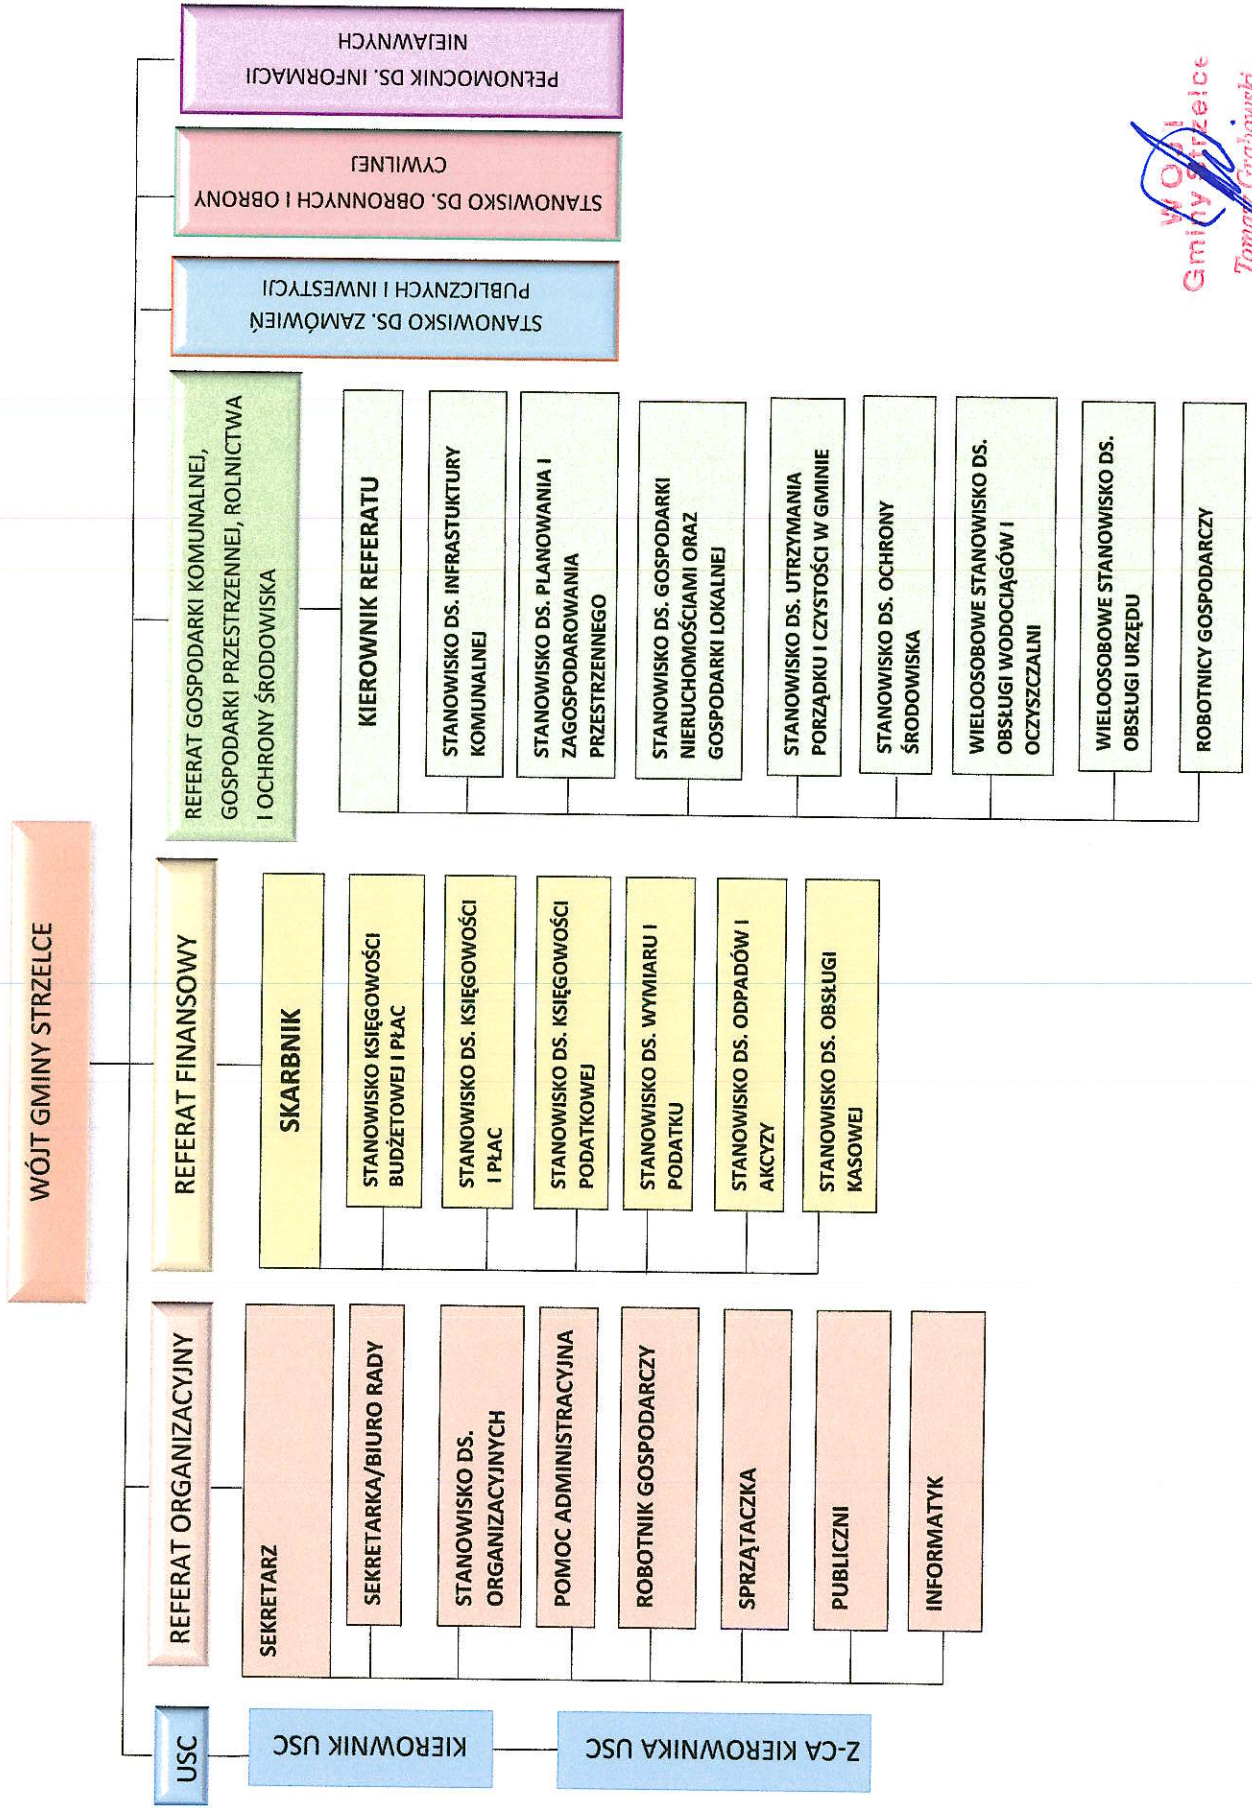 WÓJT GMINY STRZELCE
USC
KIEROWNIK USC
Z-CA KIEROWNIKA USC
REFERAT ORGANIZACYJNY
SEKRETARZ
SEKRETARKA/BIURO RADY
STANOWISKO DS.
ORGANIZACYJNYCH
POMOC ADMINISTRACYJNA
ROBOTNIK GOSPODARCZY
SPRZĄTACZKA
PUBLICZNI
INFORMATYK
REFERAT FINANSOWY
SKARBNIK
STANOWISKO KSIĘGOWOŚCI
BUDŻETOWEJ I PŁAC
STANOWISKO DS. KSIĘGOWOŚCI
I PŁAC
STANOWISKO DS. KSIĘGOWOŚCI
PODATKOWEJ
STANOWISKO DS. WYMIARU I
PODATKU
STANOWISKO DS. ODPADÓW I
AKCYZY
STANOWISKO DS. OBSŁUGI
KASOWEJ
REFERAT GOSPODARKI KOMUNALNEJ,
GOSPODARKI PRZESTRZENNEJ, ROLNICTWA
I OCHRONY ŚRODOWISKA
KIEROWNIK REFERATU
STANOWISKO DS. INFRASTUKTURY
KOMUNALNEJ
STANOWISKO DS. PLANOWANIA I
ZAGOSPODAROWANIA
PRZESTRZENNEGO
STANOWISKO DS. GOSPODARKI
NIERUCHOMOŚCIAMI ORAZ
GOSPODARKI LOKALNEJ
STANOWISKO DS. UTRZYMANIA
PORZĄDKU I CZYSTOŚCI W GMINIE
STANOWISKO DS. OCHRONY
ŚRODOWISKA
WIELOOSOBOWE STANOWISKO DS.
OBSŁUGI WODOCIĄGÓW I
OCZYSZCZALNI
WIELOOSOBOWE STANOWISKO DS.
OBSŁUGI URZĘDU
ROBOTNICY GOSPODARCZY
STANOWISKO DS. ZAMÓWIEŃ
PUBLICZNYCH I INWESTYCJI
STANOWISKO DS. OBRONNYCH I OBRONY
CYWILNEJ
PEŁNOMOCNIK DS. INFORMACJI
NIEJAWNYCH
Gminy Strzelce
Tomasz Grabowski